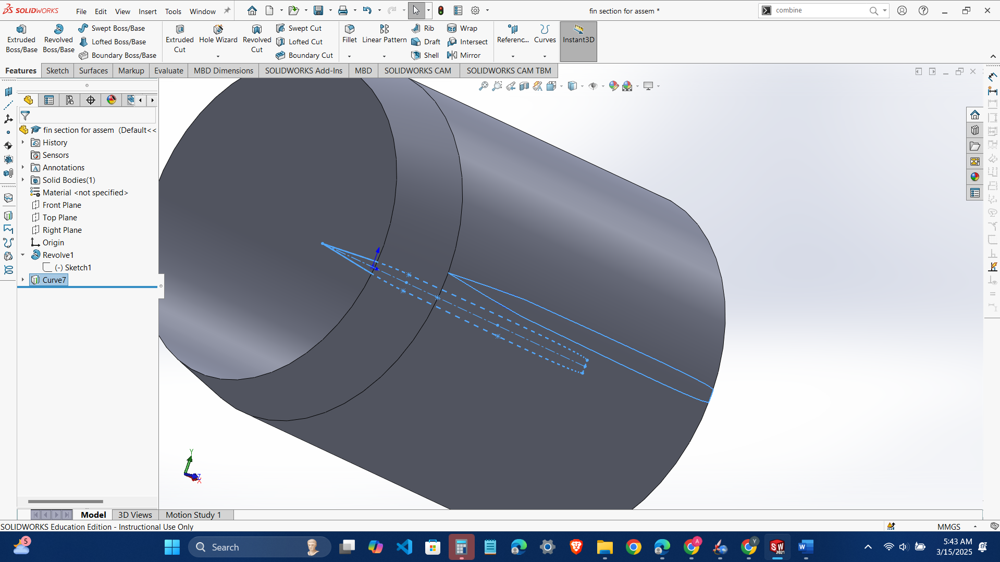 SOLIDWORKS File Edit View Insert Tools Window fin section for assem * combine
Extruded Boss/Base
Revolved Boss/Base
Swept Boss/Base
Lofted Boss/Base
Boundary Boss/Base
Extruded Cut
Hole Wizard
Revolved Cut
Swept Cut
Lofted Cut
Boundary Cut
Fillet
Linear Pattern
Rib
Draft
Shell
Wrap
Intersect
Mirror
Referenc...
Curves
Instant3D
Features Sketch Surfaces Markup Evaluate MBD Dimensions SOLIDWORKS Add-Ins MBD SOLIDWORKS CAM SOLIDWORKS CAM TBM
fin section for assem (Default<<
History
Sensors
Annotations
Solid Bodies(1)
Material <not specified>
Front Plane
Top Plane
Right Plane
Origin
Revolve1
(-) Sketch1
Curve7
Y
Z
X
Model 3D Views Motion Study 1
SOLIDWORKS Education Edition - Instructional Use Only MMGS
5 Search A Y SW 2021 W 5:43 AM
3/15/2025